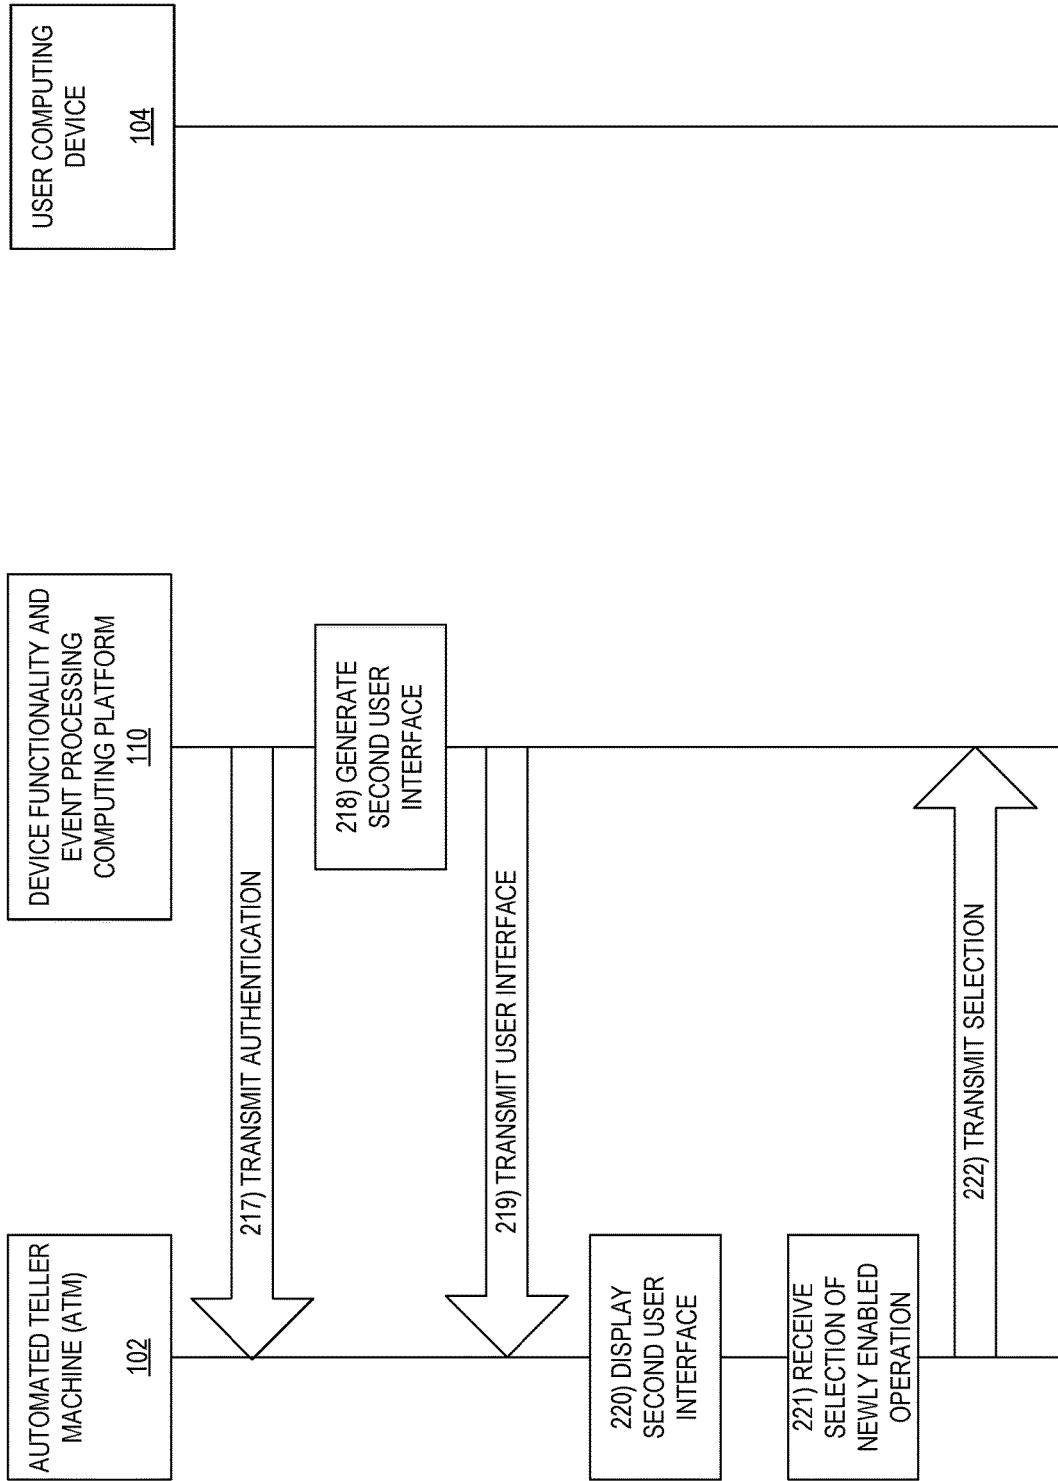 AUTOMATED TELLER
MACHINE (ATM)
102
DEVICE FUNCTIONALITY AND
EVENT PROCESSING
COMPUTING PLATFORM
110
USER COMPUTING
DEVICE
104
217) TRANSMIT AUTHENTICATION
218) GENERATE
SECOND USER
INTERFACE
219) TRANSMIT USER INTERFACE
220) DISPLAY
SECOND USER
INTERFACE
221) RECEIVE
SELECTION OF
NEWLY ENABLED
OPERATION
222) TRANSMIT SELECTION